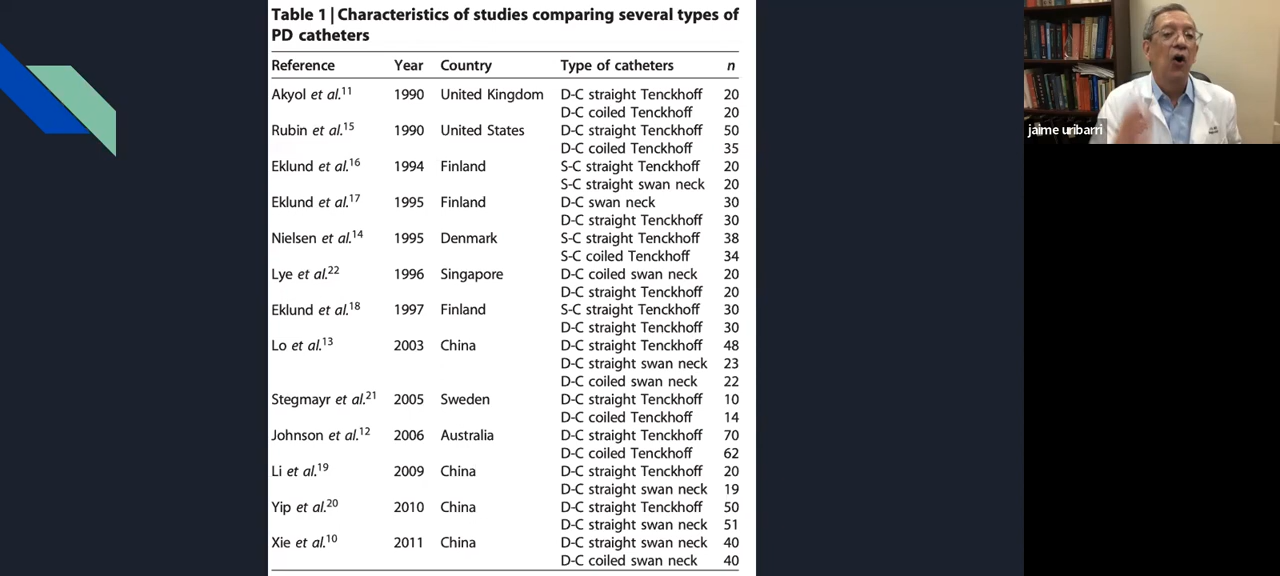 Table 1 | Characteristics of studies comparing several types of
PD catheters
Reference Year Country Type of catheters n
Akyol et al.11 1990 United Kingdom D-C straight Tenckhoff 20
D-C coiled Tenckhoff 20
Rubin et al.15 1990 United States D-C straight Tenckhoff 50
D-C coiled Tenckhoff 35
Eklund et al.16 1994 Finland S-C straight Tenckhoff 20
S-C straight swan neck 20
Eklund et al.17 1995 Finland D-C swan neck 30
D-C straight Tenckhoff 30
Nielsen et al.14 1995 Denmark S-C straight Tenckhoff 38
S-C coiled Tenckhoff 34
Lye et al.22 1996 Singapore D-C coiled swan neck 20
D-C straight Tenckhoff 20
Eklund et al.18 1997 Finland S-C straight Tenckhoff 30
D-C straight Tenckhoff 30
Lo et al.13 2003 China D-C straight Tenckhoff 48
D-C straight swan neck 23
D-C coiled swan neck 22
Stegmayr et al.21 2005 Sweden D-C straight Tenckhoff 10
D-C coiled Tenckhoff 14
Johnson et al.12 2006 Australia D-C straight Tenckhoff 70
D-C coiled Tenckhoff 62
Li et al.19 2009 China D-C straight Tenckhoff 20
D-C straight swan neck 19
Yip et al.20 2010 China D-C straight Tenckhoff 50
D-C straight swan neck 51
Xie et al.10 2011 China D-C straight swan neck 40
D-C coiled swan neck 40
jaime uribarri